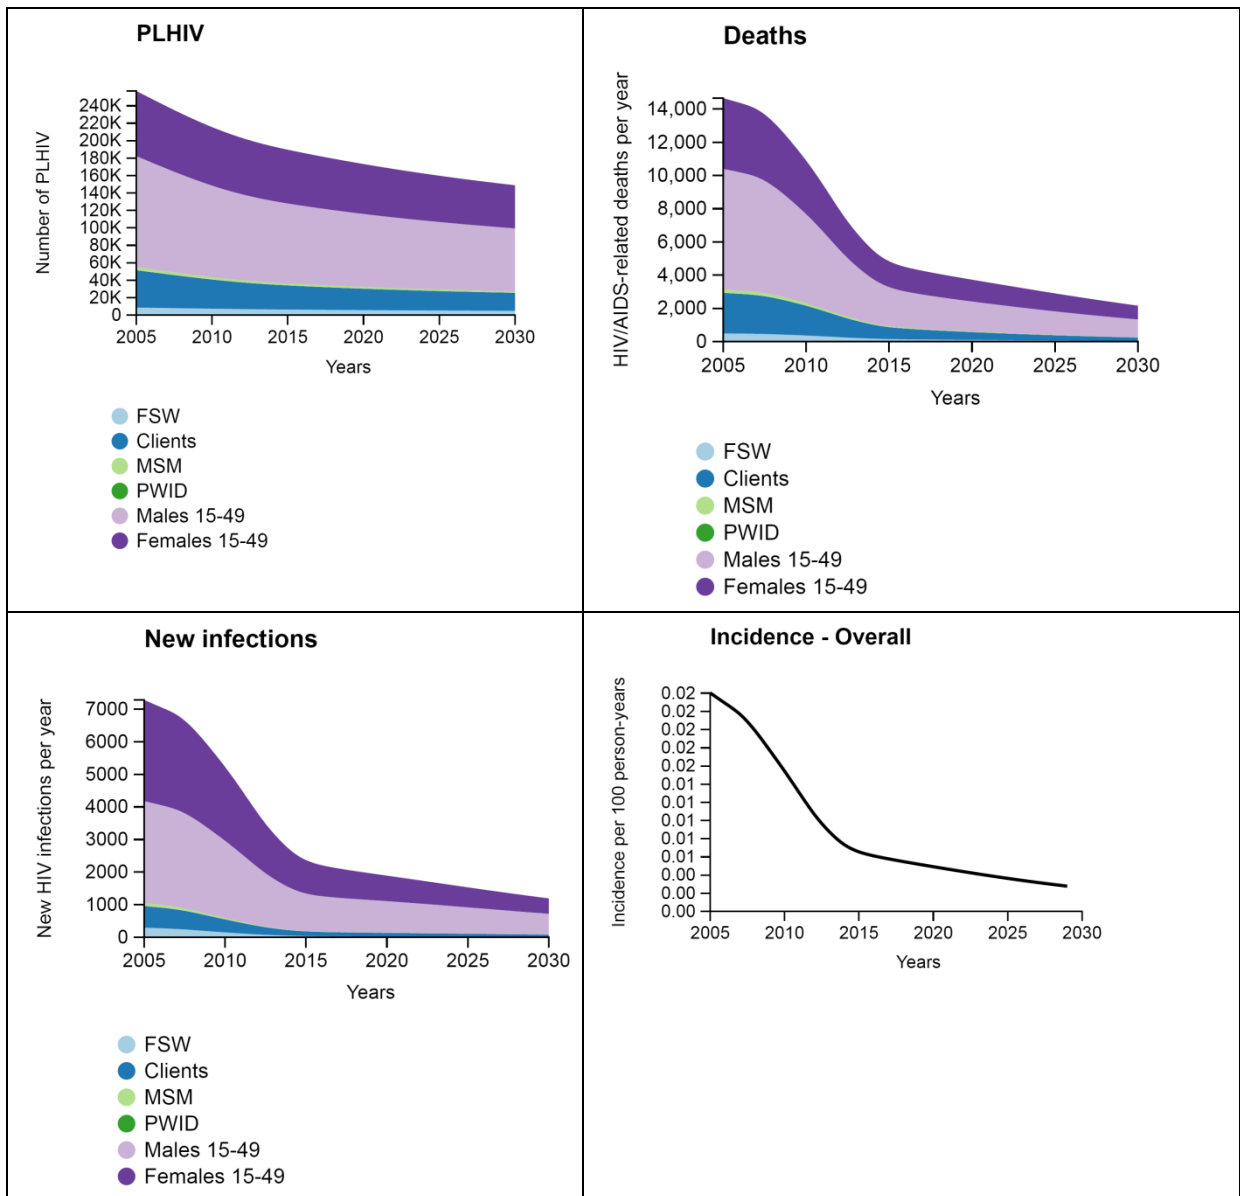 PLHIV
Number of PLHIV
240K
220K
200K
180K
160K
140K
120K
100K
80K
60K
40K
20K
0
2005 2010 2015 2020 2025 2030
Years
FSW
Clients
MSM
PWID
Males 15-49
Females 15-49
Deaths
HIV/AIDS-related deaths per year
14,000
12,000
10,000
8,000
6,000
4,000
2,000
0
2005 2010 2015 2020 2025 2030
Years
FSW
Clients
MSM
PWID
Males 15-49
Females 15-49
New infections
New HIV infections per year
7000
6000
5000
4000
3000
2000
1000
0
2005 2010 2015 2020 2025 2030
Years
FSW
Clients
MSM
PWID
Males 15-49
Females 15-49
Incidence - Overall
Incidence per 100 person-years
0.02
0.02
0.02
0.02
0.02
0.01
0.01
0.01
0.01
0.01
0.00
0.00
0.00
2005 2010 2015 2020 2025 2030
Years